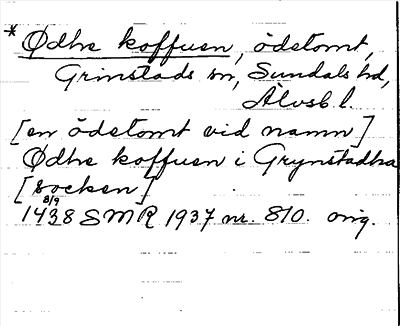 * Ødhe koffuen, ödetomt,
Grinstads sn, Sundals hd,
Älvsb. l.
[en ödetomt vid namn]
Ødhe koffuen i Grynstadha
[socken]
8/9
1438 SMR 1937 nr. 810. orig.